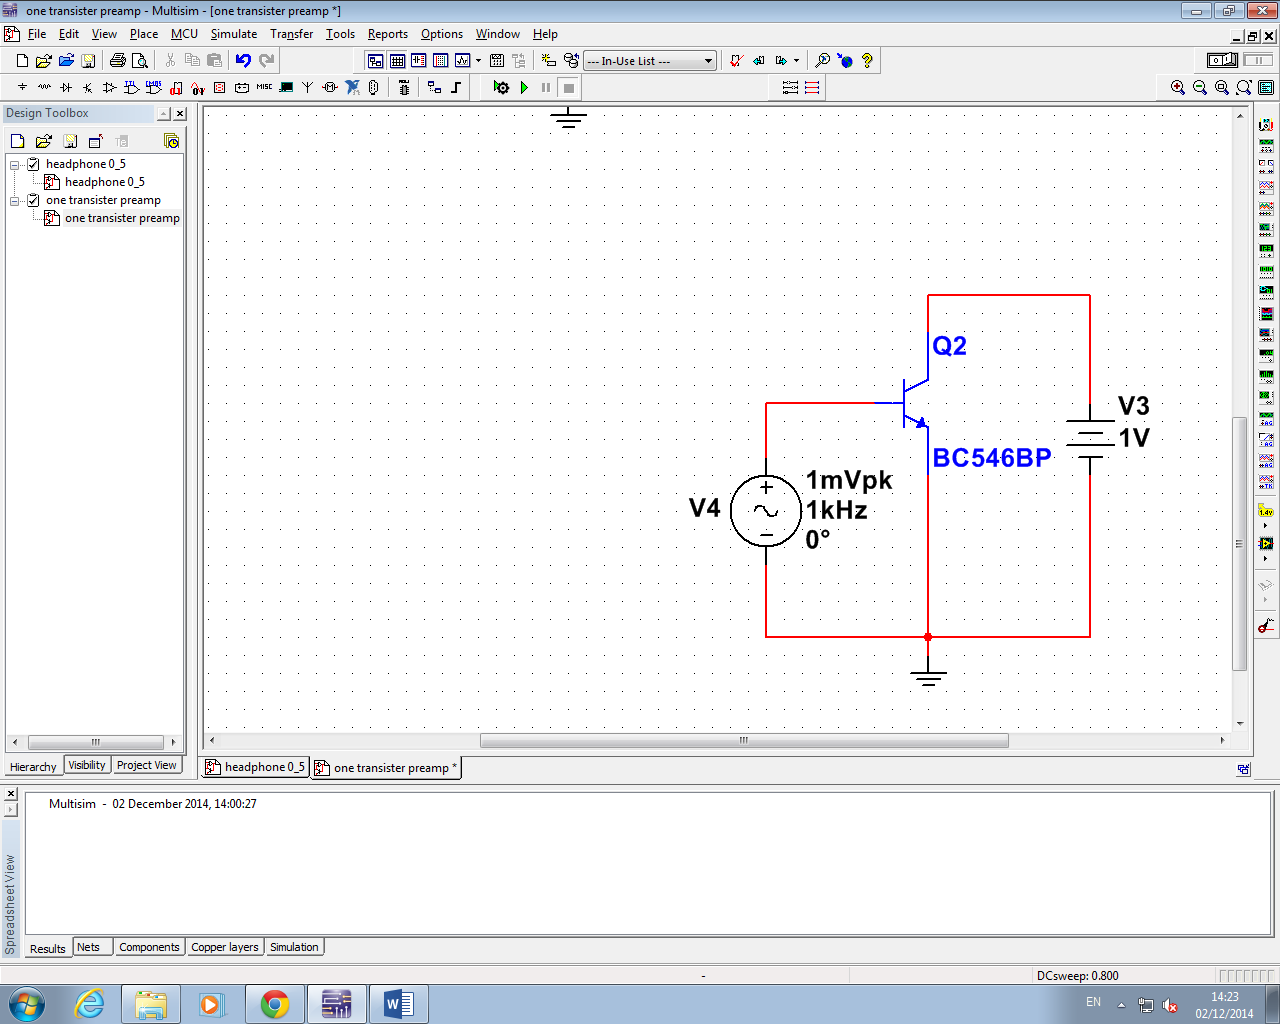 one transister preamp - Multisim - [one transister preamp *]
File Edit View Place MCU Simulate Transfer Tools Reports Options Window Help
--- In-Use List ---
MISC
Design Toolbox
headphone 0_5
headphone 0_5
one transister preamp
one transister preamp
Q2
BC546BP
V3
1V
V4
1mVpk
1kHz
0°
Hierarchy Visibility Project View
headphone 0_5 one transister preamp *
Multisim - 02 December 2014, 14:00:27
Spreadsheet View
Results Nets Components Copper layers Simulation
- DCsweep: 0.800
EN
14:23
02/12/2014